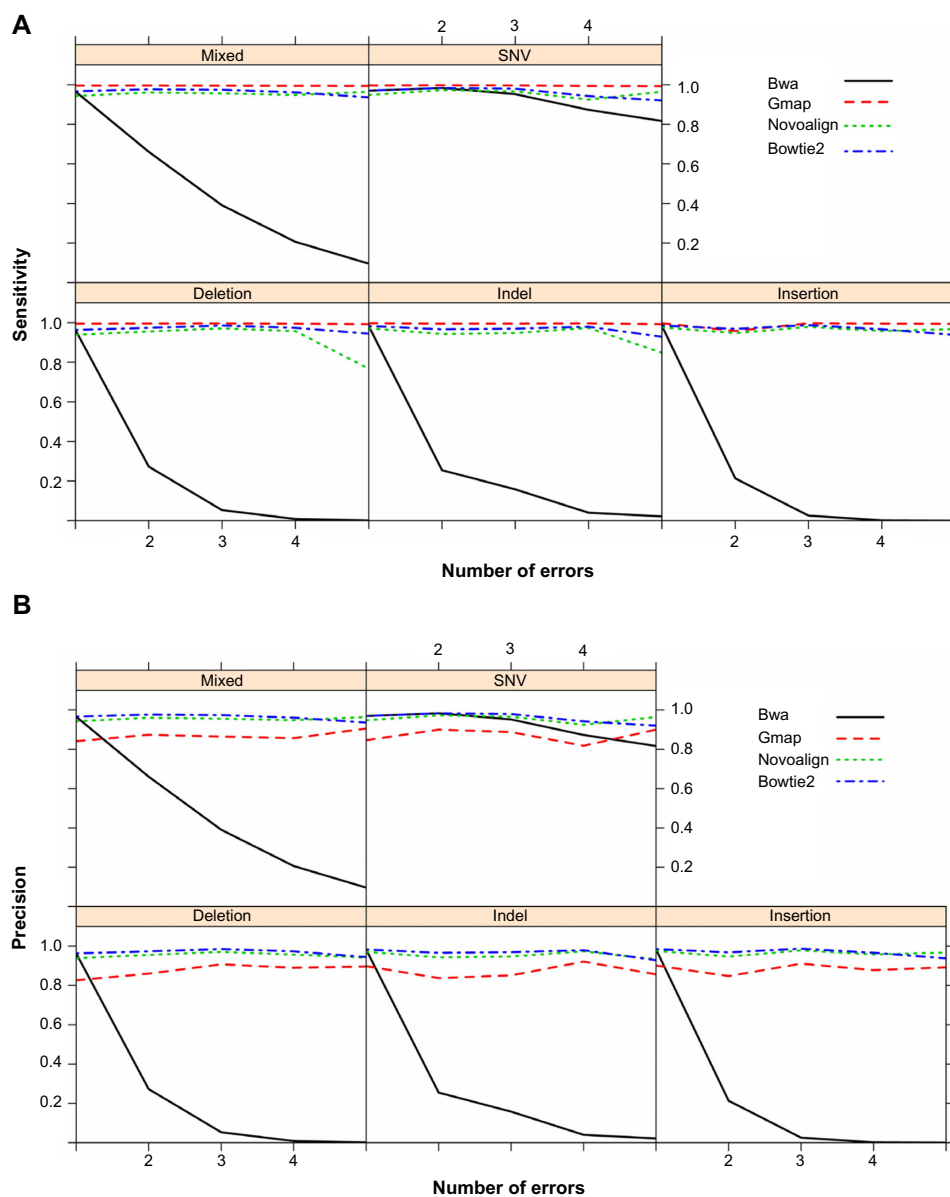 A
2 3 4
Mixed SNV
1.0
0.8
0.6
0.4
0.2
Bwa
Gmap
Novoalign
Bowtie2
Sensitivity
Deletion Indel Insertion
1.0
0.8
0.6
0.4
0.2
2 3 4 2 3 4
Number of errors
B
2 3 4
Mixed SNV
1.0
0.8
0.6
0.4
0.2
Bwa
Gmap
Novoalign
Bowtie2
Precision
Deletion Indel Insertion
1.0
0.8
0.6
0.4
0.2
2 3 4 2 3 4
Number of errors